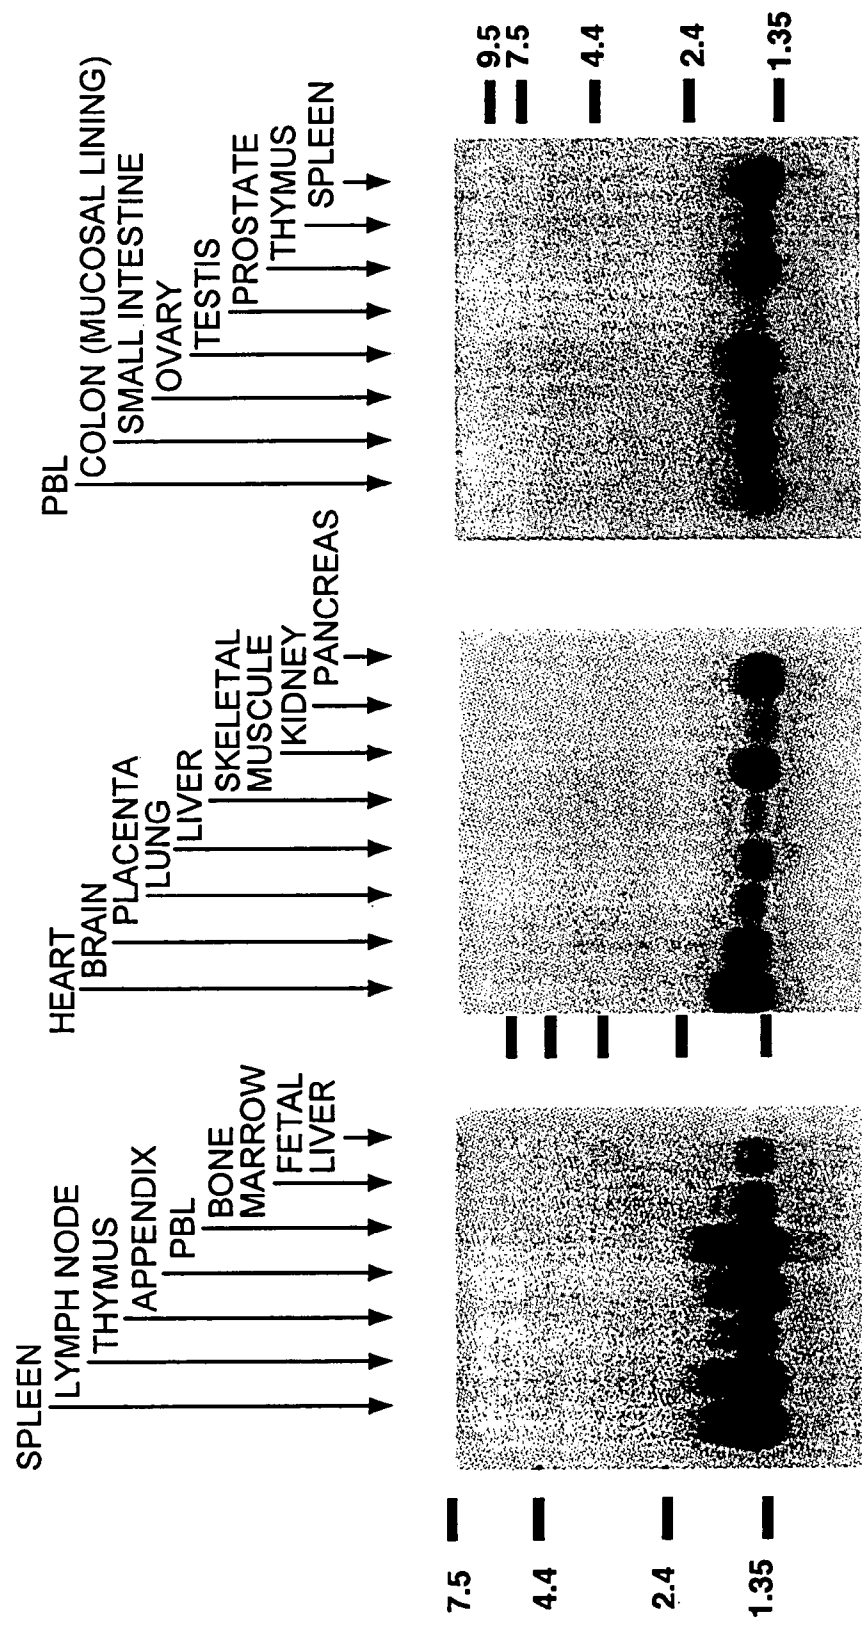 SPLEEN
LYMPH NODE
THYMUS
APPENDIX
PBL
BONE
MARROW
FETAL
LIVER
HEART
BRAIN
PLACENTA
LUNG
LIVER
SKELETAL
MUSCULE
KIDNEY
PANCREAS
PBL
COLON (MUCOSAL LINING)
SMALL INTESTINE
OVARY
TESTIS
PROSTATE
THYMUS
SPLEEN
7.5
4.4
2.4
1.35
9.5
7.5
4.4
2.4
1.35